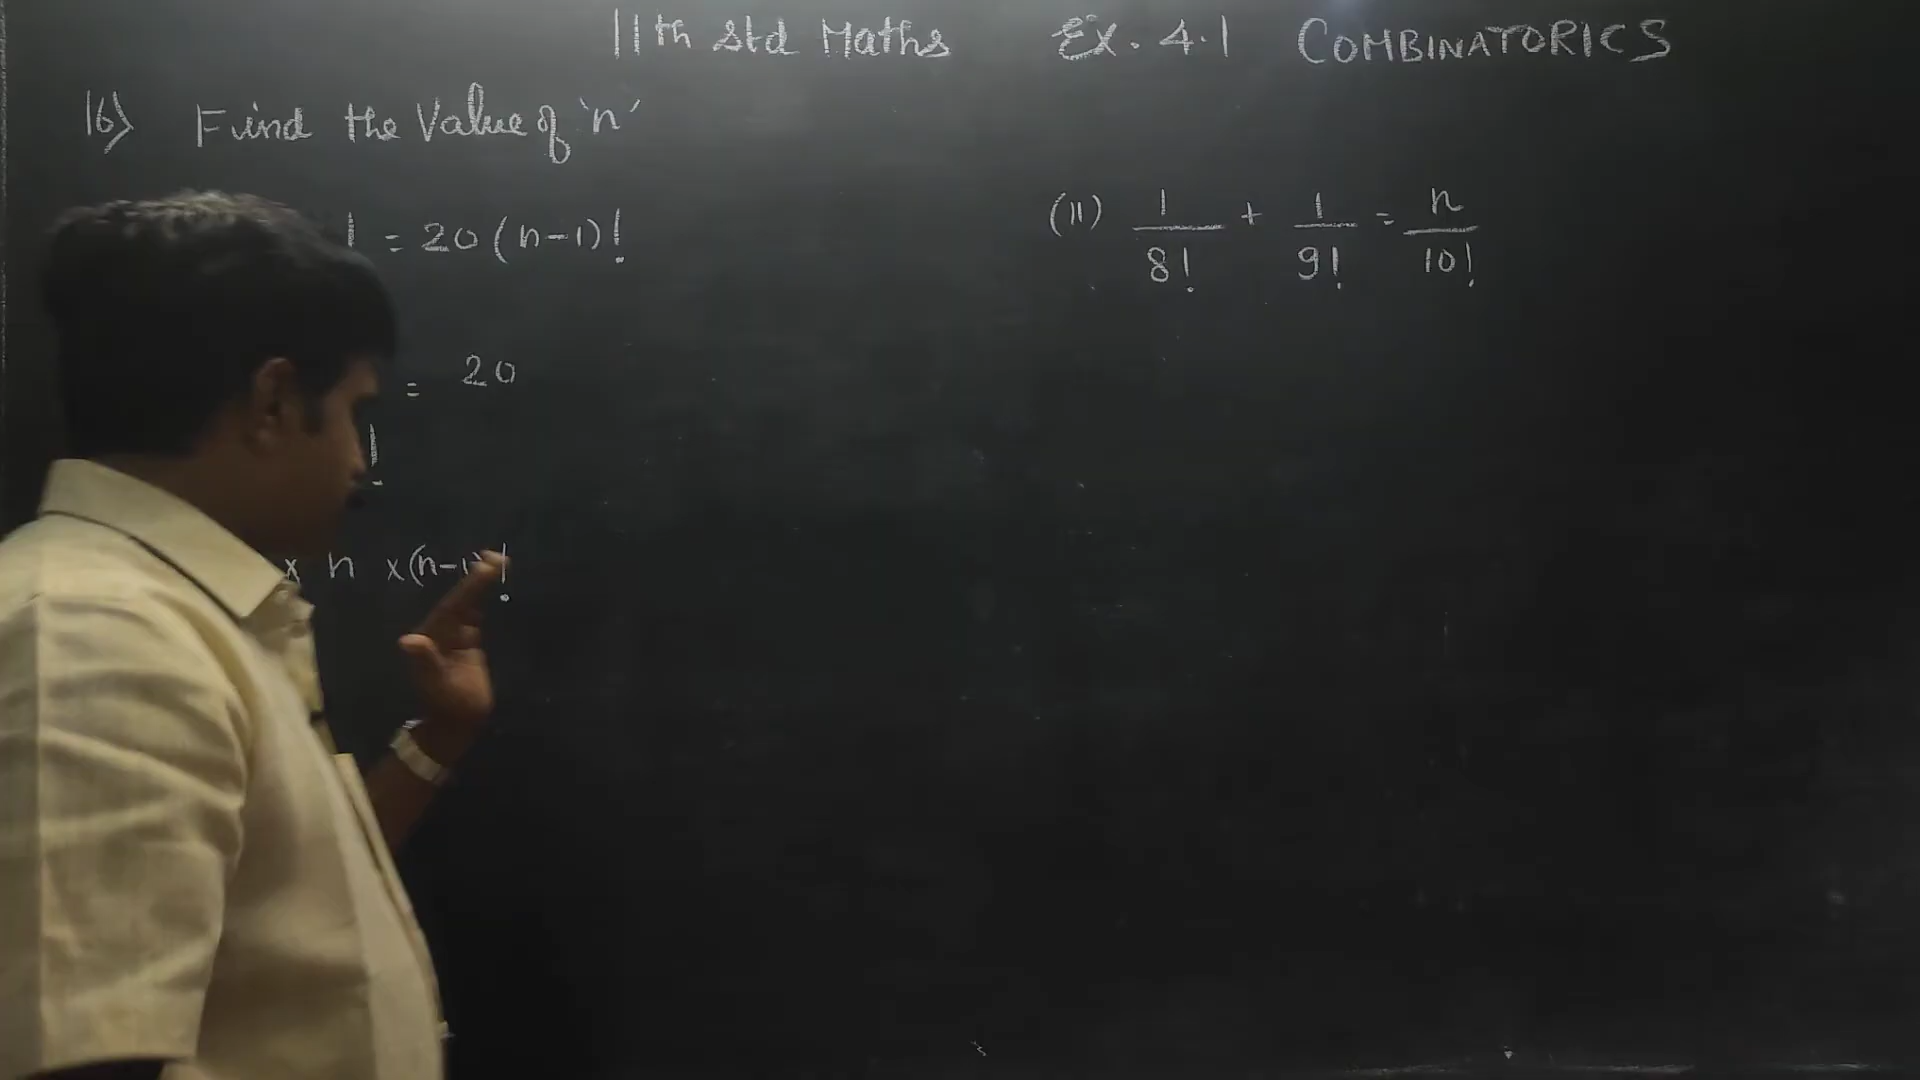 11th std Maths Ex. 4.1 COMBINATORICS
16) Find the Value of 'n'
! = 20(n-1)!
(II) 1/8! + 1/9! = n/10!
= 20
!
x n x(n-1)!